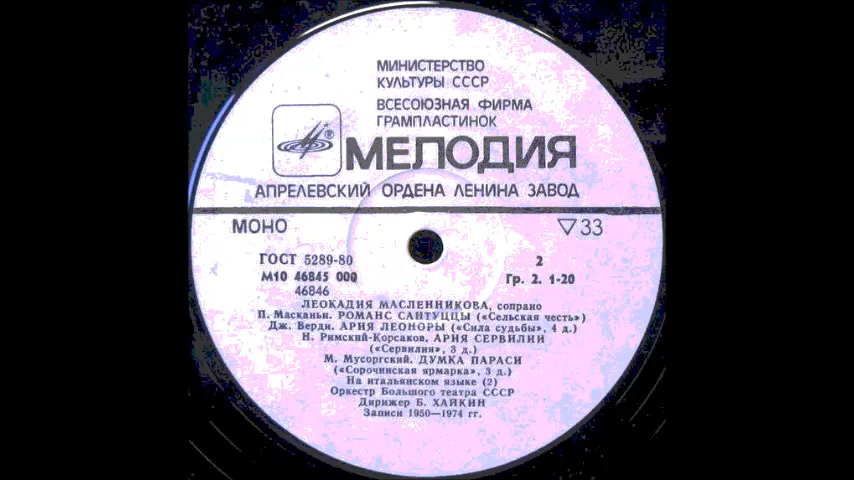 МИНИСТЕРСТВО
КУЛЬТУРЫ СССР
ВСЕСОЮЗНАЯ ФИРМА
ГРАМПЛАСТИНОК
® МЕЛОДИЯ
АПРЕЛЕВСКИЙ ОРДЕНА ЛЕНИНА ЗАВОД
МОНО ▽33
ГОСТ 5289-80 2
М10 46845 000 Гр. 2. 1-20
46846
ЛЕОКАДИЯ МАСЛЕННИКОВА, сопрано
П. Масканьи. РОМАНС САНТУЦЦЫ («Сельская честь»)
Дж. Верди. АРИЯ ЛЕОНОРЫ («Сила судьбы», 4 д.)
Н. Римский-Корсаков. АРИЯ СЕРВИЛИИ
(«Сервилия», 3 д.)
М. Мусоргский. ДУМКА ПАРАСИ
(«Сорочинская ярмарка», 3 д.)
На итальянском языке (2)
Оркестр Большого театра СССР
Дирижер Б. ХАЙКИН
Записи 1950—1974 гг.